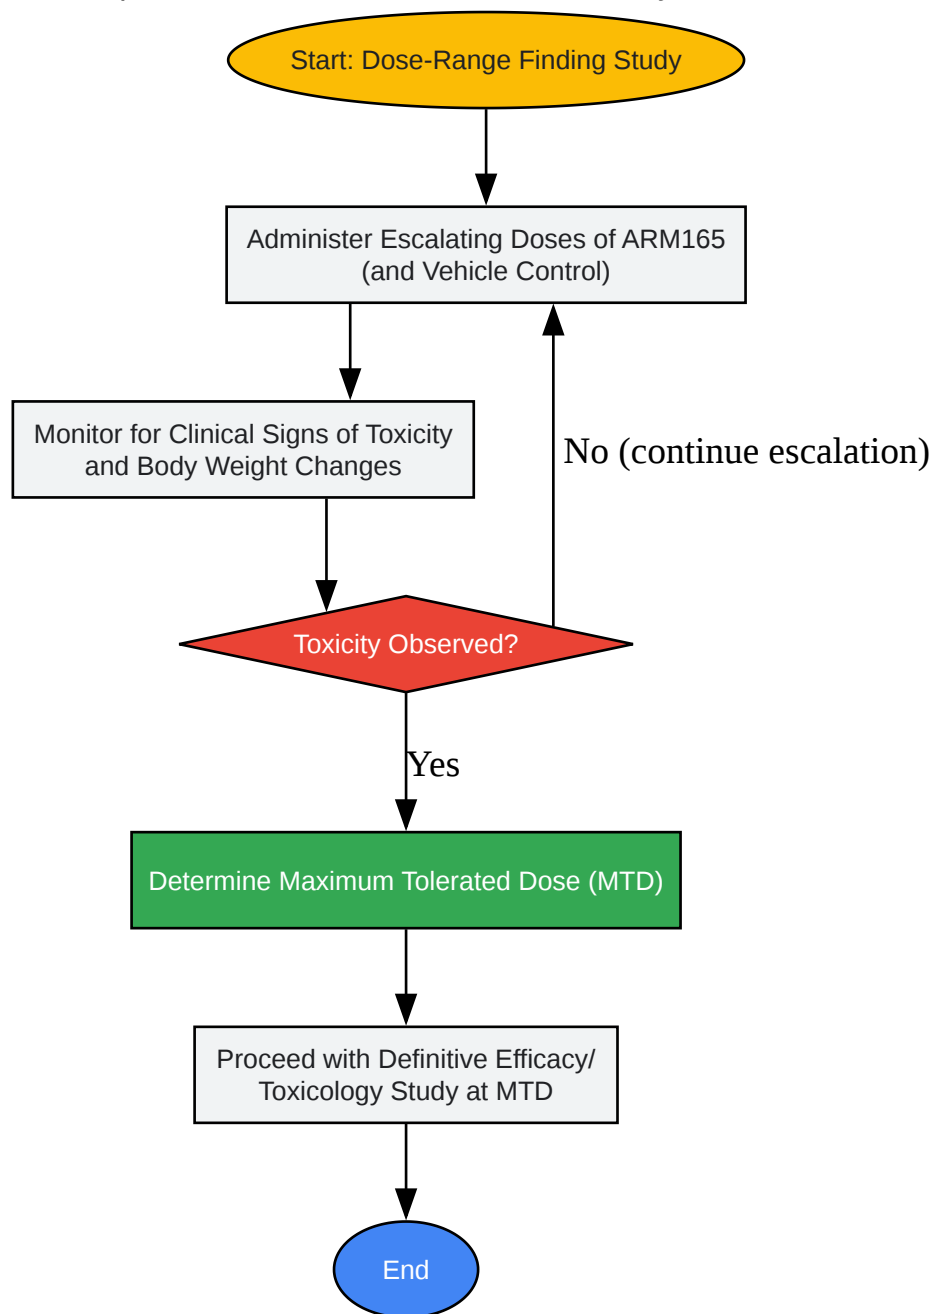 Start: Dose-Range Finding Study
Administer Escalating Doses of ARM165
(and Vehicle Control)
Monitor for Clinical Signs of Toxicity
and Body Weight Changes
No (continue escalation)
Toxicity Observed?
Yes
Determine Maximum Tolerated Dose (MTD)
Proceed with Definitive Efficacy/
Toxicology Study at MTD
End